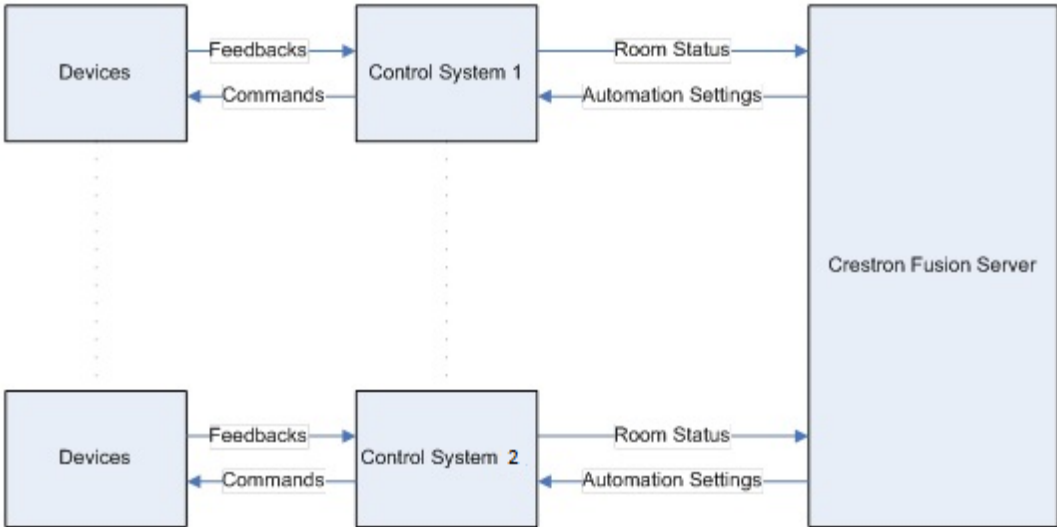 Devices
Feedbacks
Commands
Control System 1
Room Status
Automation Settings
Crestron Fusion Server
Devices
Feedbacks
Commands
Control System 2
Room Status
Automation Settings